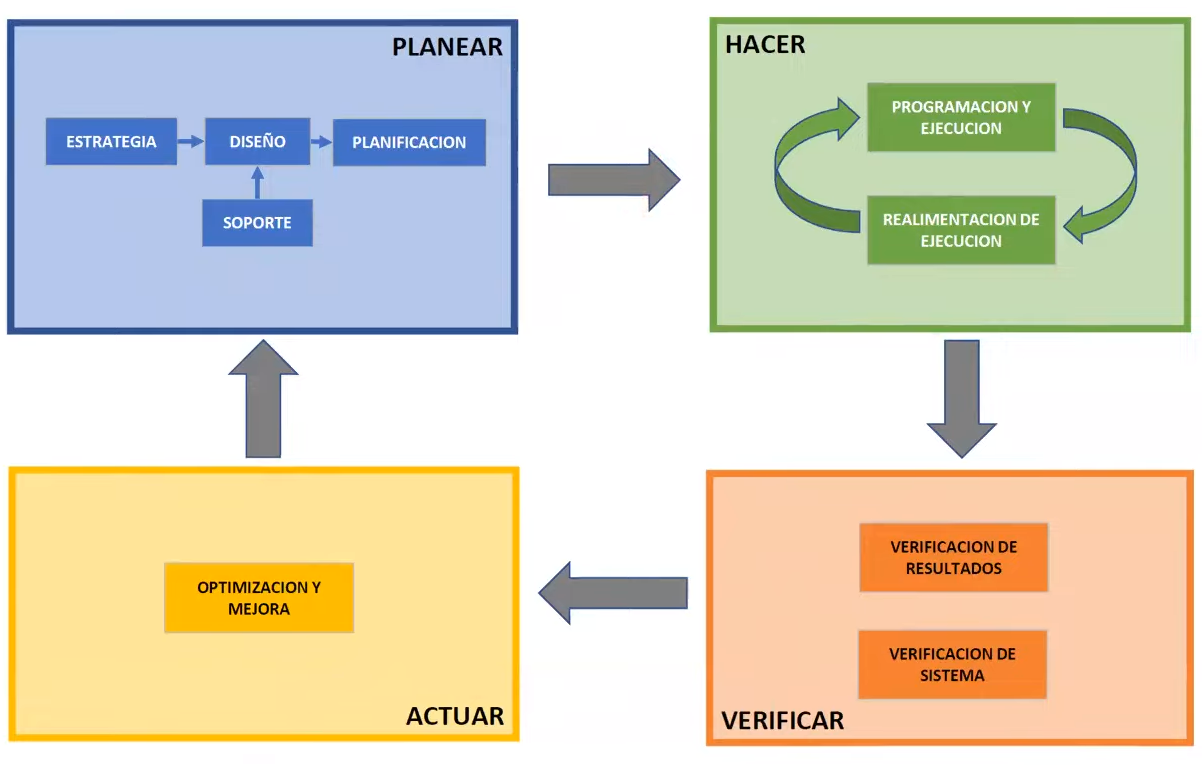 PLANEAR
ESTRATEGIA
DISEÑO
PLANIFICACION
SOPORTE
HACER
PROGRAMACION Y
EJECUCION
REALIMENTACION DE
EJECUCION
OPTIMIZACION Y
MEJORA
ACTUAR
VERIFICACION DE
RESULTADOS
VERIFICACION DE
SISTEMA
VERIFICAR